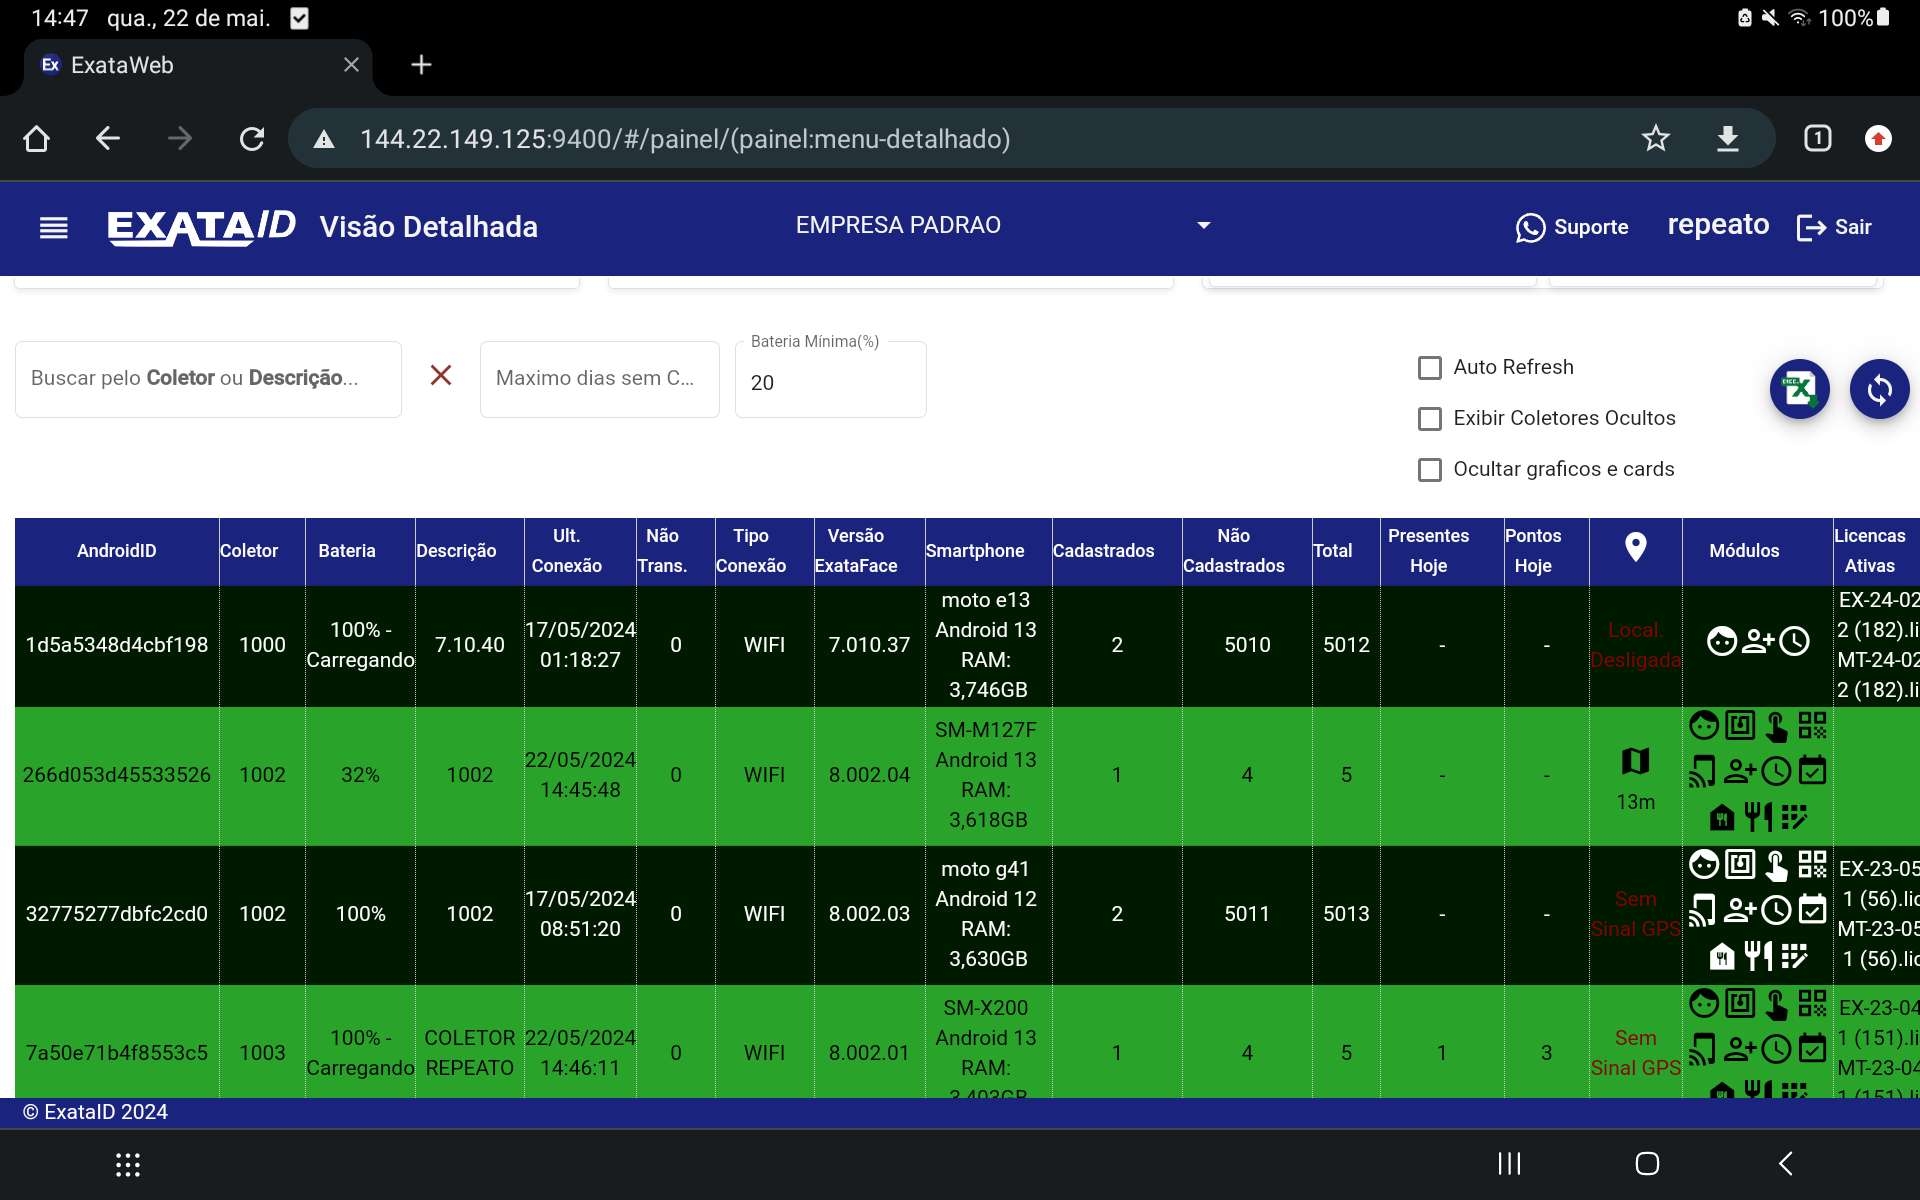 14:47 qua., 22 de mai.
100%
Ex ExataWeb
144.22.149.125:9400/#/painel/(painel:menu-detalhado)
1
EXATAID Visão Detalhada
EMPRESA PADRAO
Suporte
repeato
Sair
Bateria Mínima(%)
Buscar pelo Coletor ou Descrição...
Maximo dias sem C...
20
Auto Refresh
Exibir Coletores Ocultos
Ocultar graficos e cards
AndroidID
Coletor
Bateria
Descrição
Ult.
Conexão
Não
Trans.
Tipo
Conexão
Versão
ExataFace
Smartphone
Cadastrados
Não
Cadastrados
Total
Presentes
Hoje
Pontos
Hoje
Módulos
Licencas
Ativas
1d5a5348d4cbf198
1000
100% -
Carregando
7.10.40
17/05/2024
01:18:27
0
WIFI
7.010.37
moto e13
Android 13
RAM:
3,746GB
2
5010
5012
-
-
Local.
Desligada
EX-24-02
2 (182).li
MT-24-02
2 (182).li
266d053d45533526
1002
32%
1002
22/05/2024
14:45:48
0
WIFI
8.002.04
SM-M127F
Android 13
RAM:
3,618GB
1
4
5
-
-
13m
32775277dbfc2cd0
1002
100%
1002
17/05/2024
08:51:20
0
WIFI
8.002.03
moto g41
Android 12
RAM:
3,630GB
2
5011
5013
-
-
Sem
Sinal GPS
EX-23-05
1 (56).lic
MT-23-05
1 (56).lic
7a50e71b4f8553c5
1003
100% -
Carregando
COLETOR
REPEATO
22/05/2024
14:46:11
0
WIFI
8.002.01
SM-X200
Android 13
RAM:
3,403GB
1
4
5
1
3
Sem
Sinal GPS
EX-23-04
1 (151).li
MT-23-04
1 (151).li
© ExataID 2024